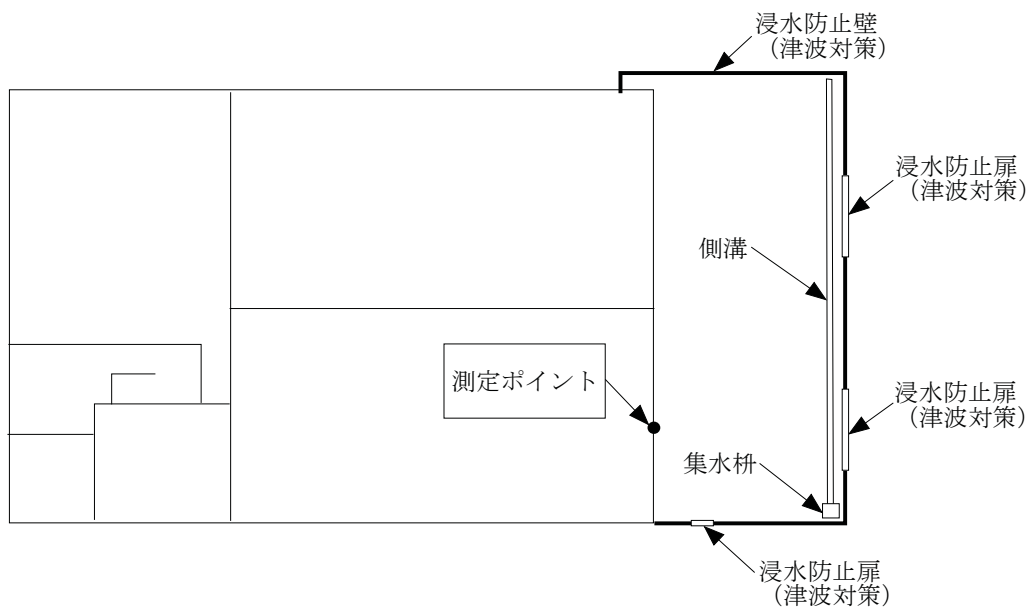 浸水防止壁
（津波対策）
浸水防止扉
（津波対策）
側溝
測定ポイント
浸水防止扉
（津波対策）
集水枡
浸水防止扉
（津波対策）